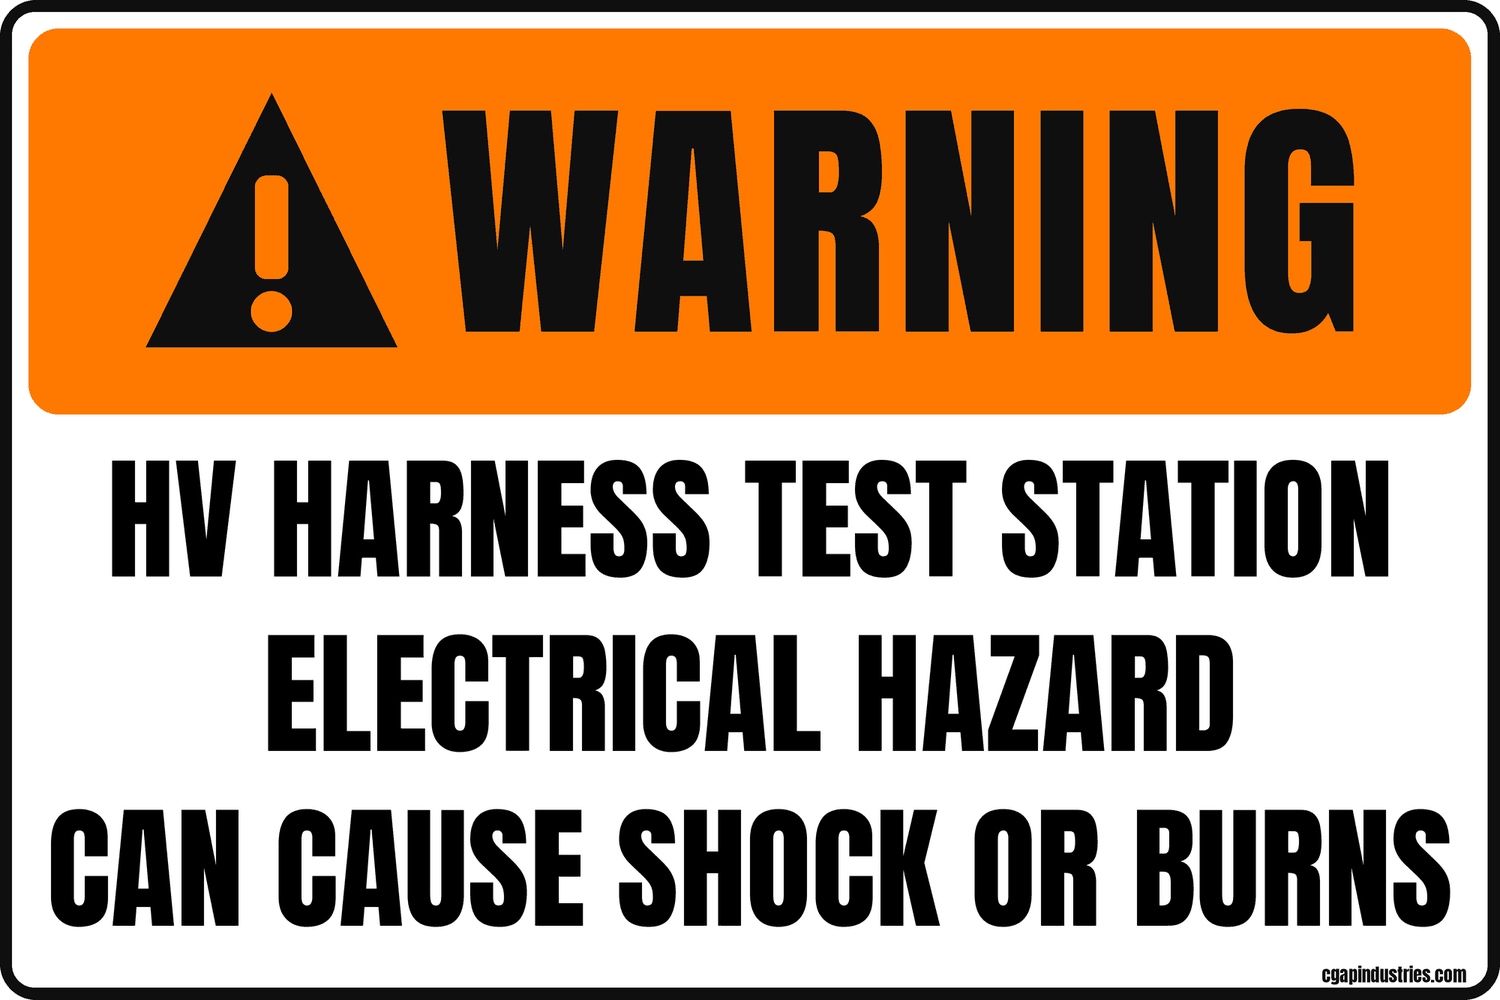 WARNING
HV HARNESS TEST STATION
ELECTRICAL HAZARD
CAN CAUSE SHOCK OR BURNS
cgapindustries.com